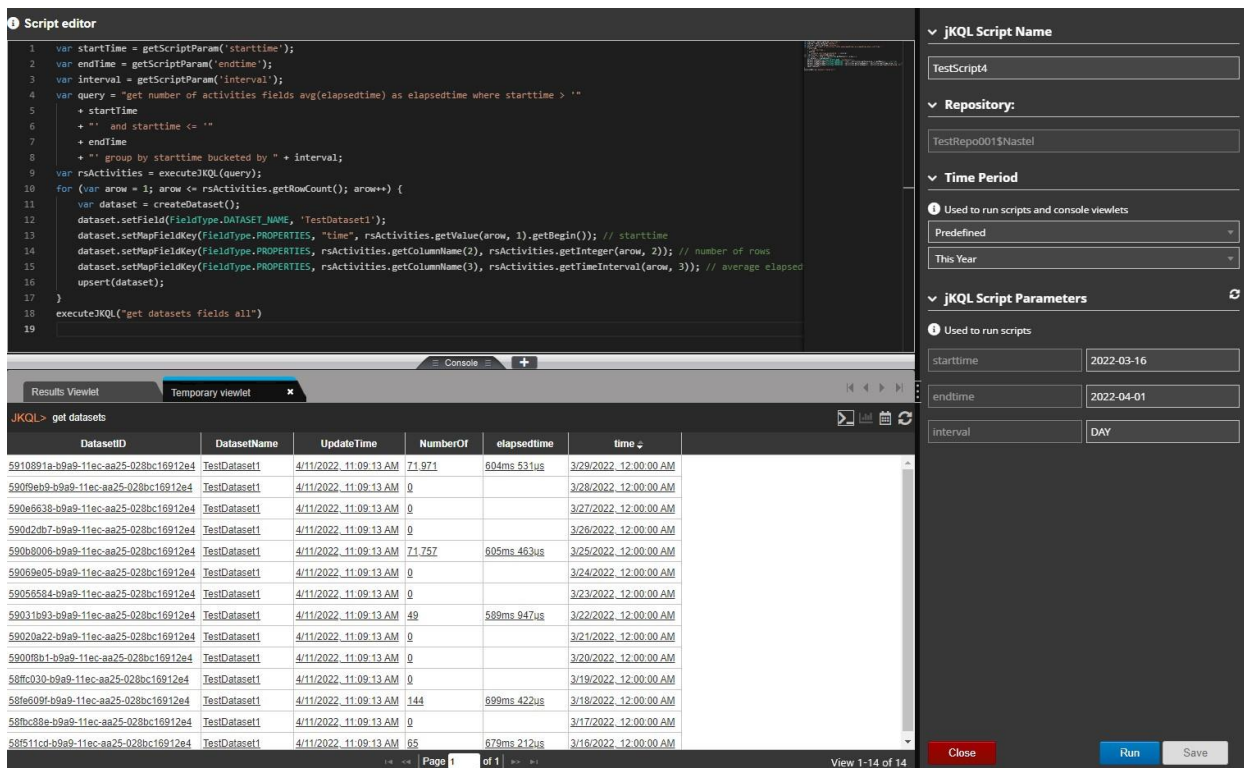 Script editor
1 var startTime = getScriptParam('starttime');
2 var endTime = getScriptParam('endtime');
3 var interval = getScriptParam('interval');
4 var query = "get number of activities fields avg(elapsedtime) as elapsedtime where starttime > '"
5 + startTime
6 + "'  and starttime <= '"
7 + endTime
8 + "' group by starttime bucketed by " + interval;
9 var rsActivities = executeJKQL(query);
10 for (var arow = 1; arow <= rsActivities.getRowCount(); arow++) {
11 var dataset = createDataset();
12 dataset.setField(FieldType.DATASET_NAME, 'TestDataset1');
13 dataset.setMapFieldKey(FieldType.PROPERTIES, "time", rsActivities.getValue(arow, 1).getBegin()); // starttime
14 dataset.setMapFieldKey(FieldType.PROPERTIES, rsActivities.getColumnName(2), rsActivities.getInteger(arow, 2)); // number of rows
15 dataset.setMapFieldKey(FieldType.PROPERTIES, rsActivities.getColumnName(3), rsActivities.getTimeInterval(arow, 3)); // average elapsed
16 upsert(dataset);
17 }
18 executeJKQL("get datasets fields all")
19
Console
Results Viewlet Temporary viewlet
JKQL> get datasets
DatasetID DatasetName UpdateTime NumberOf elapsedtime time
5910891a-b9a9-11ec-aa25-028bc16912e4 TestDataset1 4/11/2022, 11:09:13 AM 71,971 604ms 531µs 3/29/2022, 12:00:00 AM
590f9eb9-b9a9-11ec-aa25-028bc16912e4 TestDataset1 4/11/2022, 11:09:13 AM 0 3/28/2022, 12:00:00 AM
590e6638-b9a9-11ec-aa25-028bc16912e4 TestDataset1 4/11/2022, 11:09:13 AM 0 3/27/2022, 12:00:00 AM
590d2db7-b9a9-11ec-aa25-028bc16912e4 TestDataset1 4/11/2022, 11:09:13 AM 0 3/26/2022, 12:00:00 AM
590b8006-b9a9-11ec-aa25-028bc16912e4 TestDataset1 4/11/2022, 11:09:13 AM 71,757 605ms 463µs 3/25/2022, 12:00:00 AM
59069e05-b9a9-11ec-aa25-028bc16912e4 TestDataset1 4/11/2022, 11:09:13 AM 0 3/24/2022, 12:00:00 AM
59056584-b9a9-11ec-aa25-028bc16912e4 TestDataset1 4/11/2022, 11:09:13 AM 0 3/23/2022, 12:00:00 AM
59031b93-b9a9-11ec-aa25-028bc16912e4 TestDataset1 4/11/2022, 11:09:13 AM 49 589ms 947µs 3/22/2022, 12:00:00 AM
59020a22-b9a9-11ec-aa25-028bc16912e4 TestDataset1 4/11/2022, 11:09:13 AM 0 3/21/2022, 12:00:00 AM
5900f8b1-b9a9-11ec-aa25-028bc16912e4 TestDataset1 4/11/2022, 11:09:13 AM 0 3/20/2022, 12:00:00 AM
58ffc030-b9a9-11ec-aa25-028bc16912e4 TestDataset1 4/11/2022, 11:09:13 AM 0 3/19/2022, 12:00:00 AM
58fe609f-b9a9-11ec-aa25-028bc16912e4 TestDataset1 4/11/2022, 11:09:13 AM 144 699ms 422µs 3/18/2022, 12:00:00 AM
58fbc88e-b9a9-11ec-aa25-028bc16912e4 TestDataset1 4/11/2022, 11:09:13 AM 0 3/17/2022, 12:00:00 AM
58f511cd-b9a9-11ec-aa25-028bc16912e4 TestDataset1 4/11/2022, 11:09:13 AM 65 679ms 212µs 3/16/2022, 12:00:00 AM
Page 1 of 1 View 1-14 of 14
jKQL Script Name
TestScript4
Repository:
TestRepo001$Nastel
Time Period
Used to run scripts and console viewlets
Predefined
This Year
jKQL Script Parameters
Used to run scripts
starttime 2022-03-16
endtime 2022-04-01
interval DAY
Close Run Save